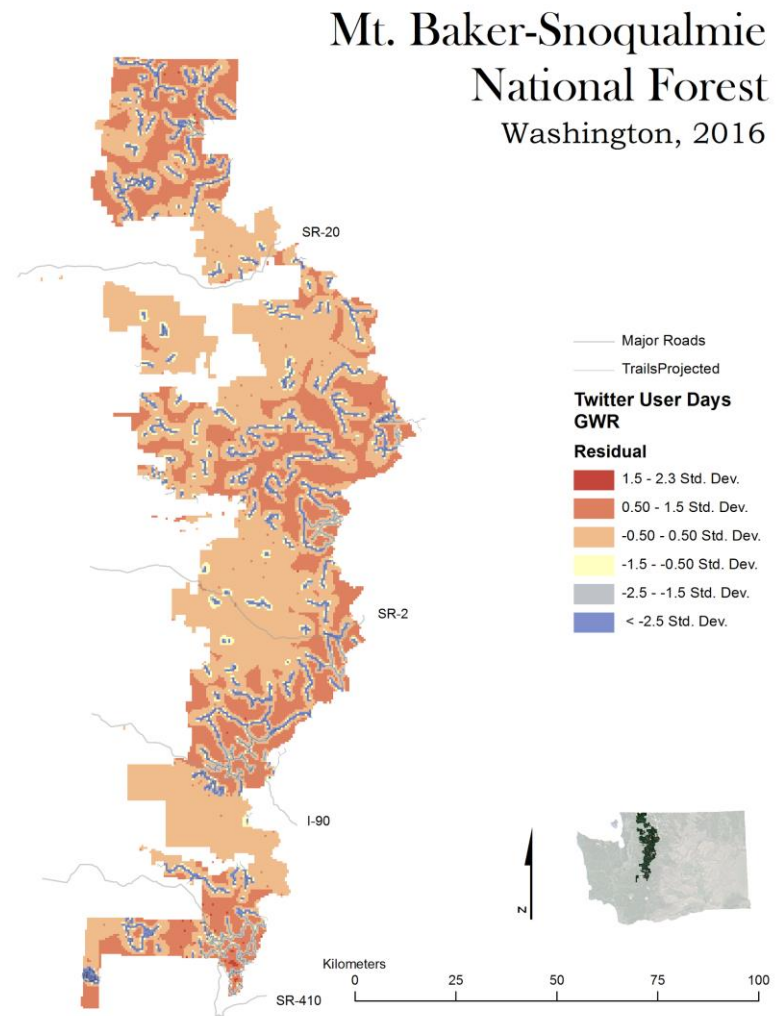 Mt. Baker-Snoqualmie
National Forest
Washington, 2016
SR-20
Major Roads
TrailsProjected
Twitter User Days
GWR
Residual
1.5 - 2.3 Std. Dev.
0.50 - 1.5 Std. Dev.
-0.50 - 0.50 Std. Dev.
-1.5 - -0.50 Std. Dev.
-2.5 - -1.5 Std. Dev.
< -2.5 Std. Dev.
SR-2
I-90
N
Kilometers
0 25 50 75 100
SR-410